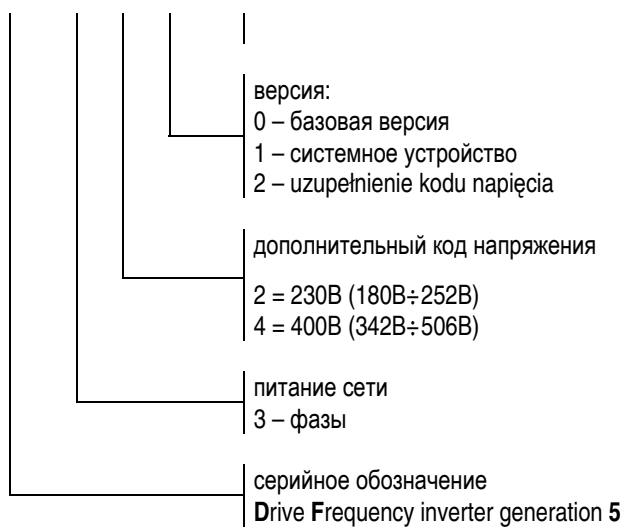 версия:
0 – базовая версия
1 – системное устройство
2 – uzupełnienie kodu napięcia
дополнительный код напряжения
2 = 230В (180В÷252В)
4 = 400В (342В÷506В)
питание сети
3 – фазы
серийное обозначение
Drive Frequency inverter generation 5